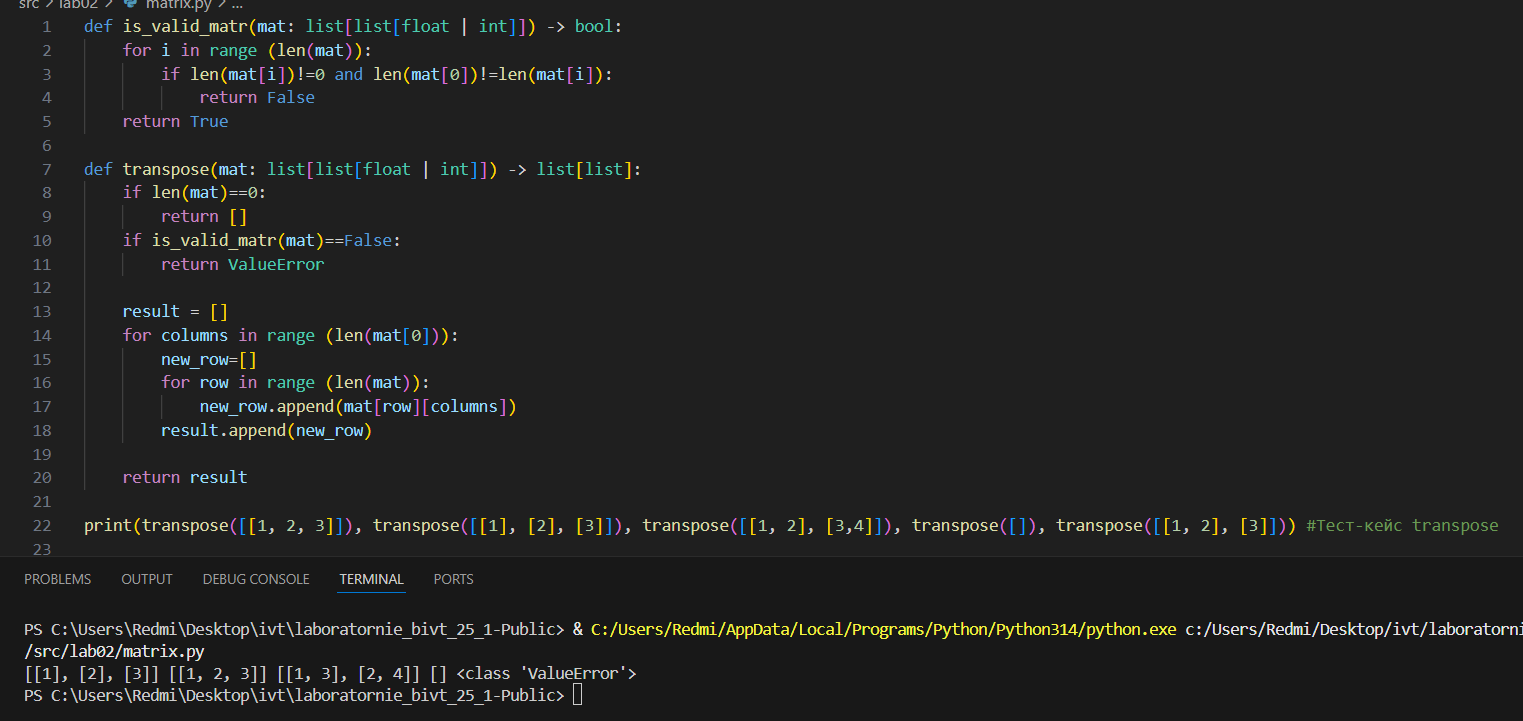 src > lab02 > matrix.py > ...
1 def is_valid_matr(mat: list[list[float | int]]) -> bool:
2     for i in range (len(mat)):
3         if len(mat[i])!=0 and len(mat[0])!=len(mat[i]):
4             return False
5     return True
6
7 def transpose(mat: list[list[float | int]]) -> list[list]:
8     if len(mat)==0:
9         return []
10     if is_valid_matr(mat)==False:
11         return ValueError
12
13     result = []
14     for columns in range (len(mat[0])):
15         new_row=[]
16         for row in range (len(mat)):
17             new_row.append(mat[row][columns])
18         result.append(new_row)
19
20     return result
21
22 print(transpose([[1, 2, 3]]), transpose([[1], [2], [3]]), transpose([[1, 2], [3,4]]), transpose([]), transpose([[1, 2], [3]])) #Тест-кейс transpose
23
PROBLEMS OUTPUT DEBUG CONSOLE TERMINAL PORTS
PS C:\Users\Redmi\Desktop\ivt\laboratornie_bivt_25_1-Public> & C:/Users/Redmi/AppData/Local/Programs/Python/Python314/python.exe c:/Users/Redmi/Desktop/ivt/laboratorni
/src/lab02/matrix.py
[[1], [2], [3]] [[1, 2, 3]] [[1, 3], [2, 4]] [] <class 'ValueError'>
PS C:\Users\Redmi\Desktop\ivt\laboratornie_bivt_25_1-Public>